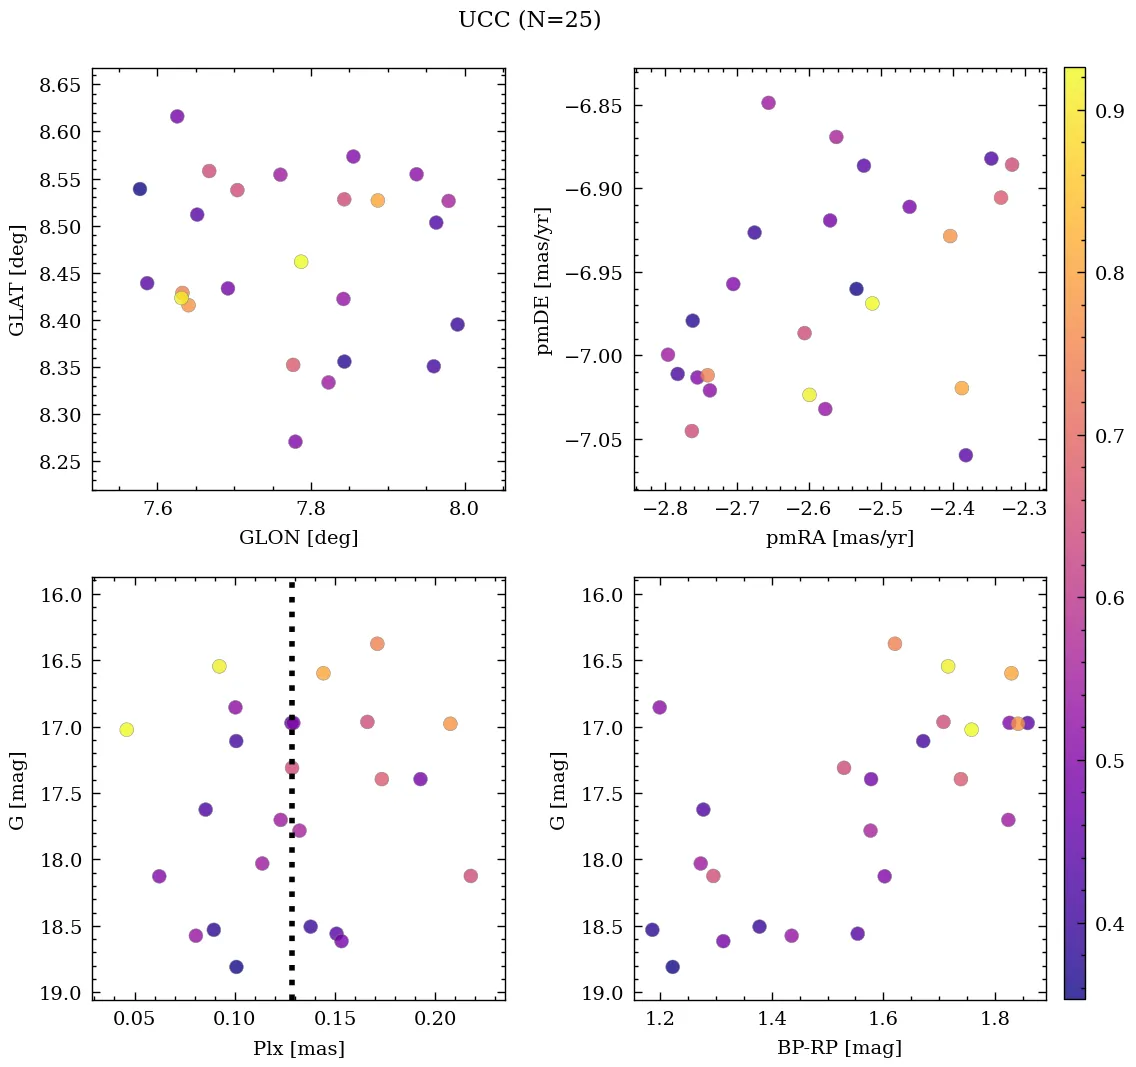 UCC (N=25)
8.65
8.60
8.55
8.50
8.45
8.40
8.35
8.30
8.25
GLAT [deg]
7.6 7.8 8.0
GLON [deg]
−6.85
−6.90
−6.95
−7.00
−7.05
pmDE [mas/yr]
−2.8 −2.7 −2.6 −2.5 −2.4 −2.3
pmRA [mas/yr]
0.9
0.8
0.7
0.6
0.5
0.4
16.0
16.5
17.0
17.5
18.0
18.5
19.0
G [mag]
0.05 0.10 0.15 0.20
Plx [mas]
16.0
16.5
17.0
17.5
18.0
18.5
19.0
G [mag]
1.2 1.4 1.6 1.8
BP-RP [mag]